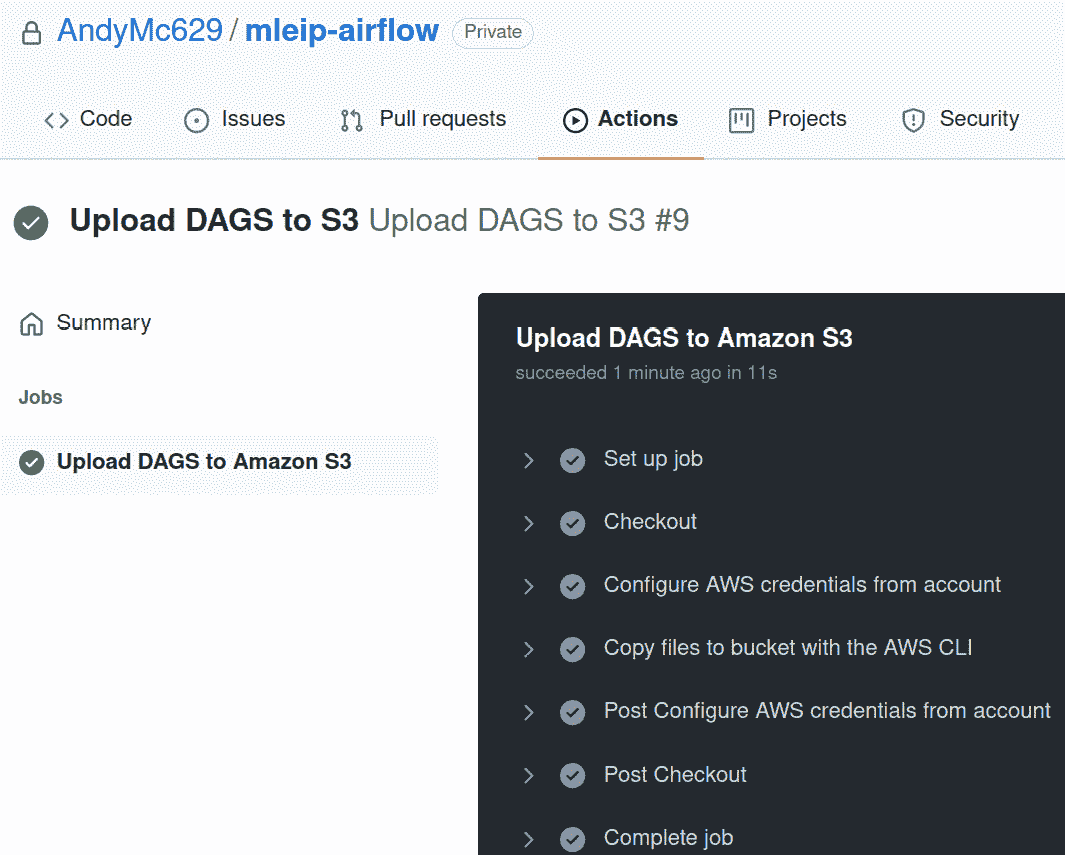 AndyMc629 / mleip-airflow Private
Code Issues Pull requests Actions Projects Security
Upload DAGS to S3 Upload DAGS to S3 #9
Summary
Jobs
Upload DAGS to Amazon S3
Upload DAGS to Amazon S3
succeeded 1 minute ago in 11s
Set up job
Checkout
Configure AWS credentials from account
Copy files to bucket with the AWS CLI
Post Configure AWS credentials from account
Post Checkout
Complete job